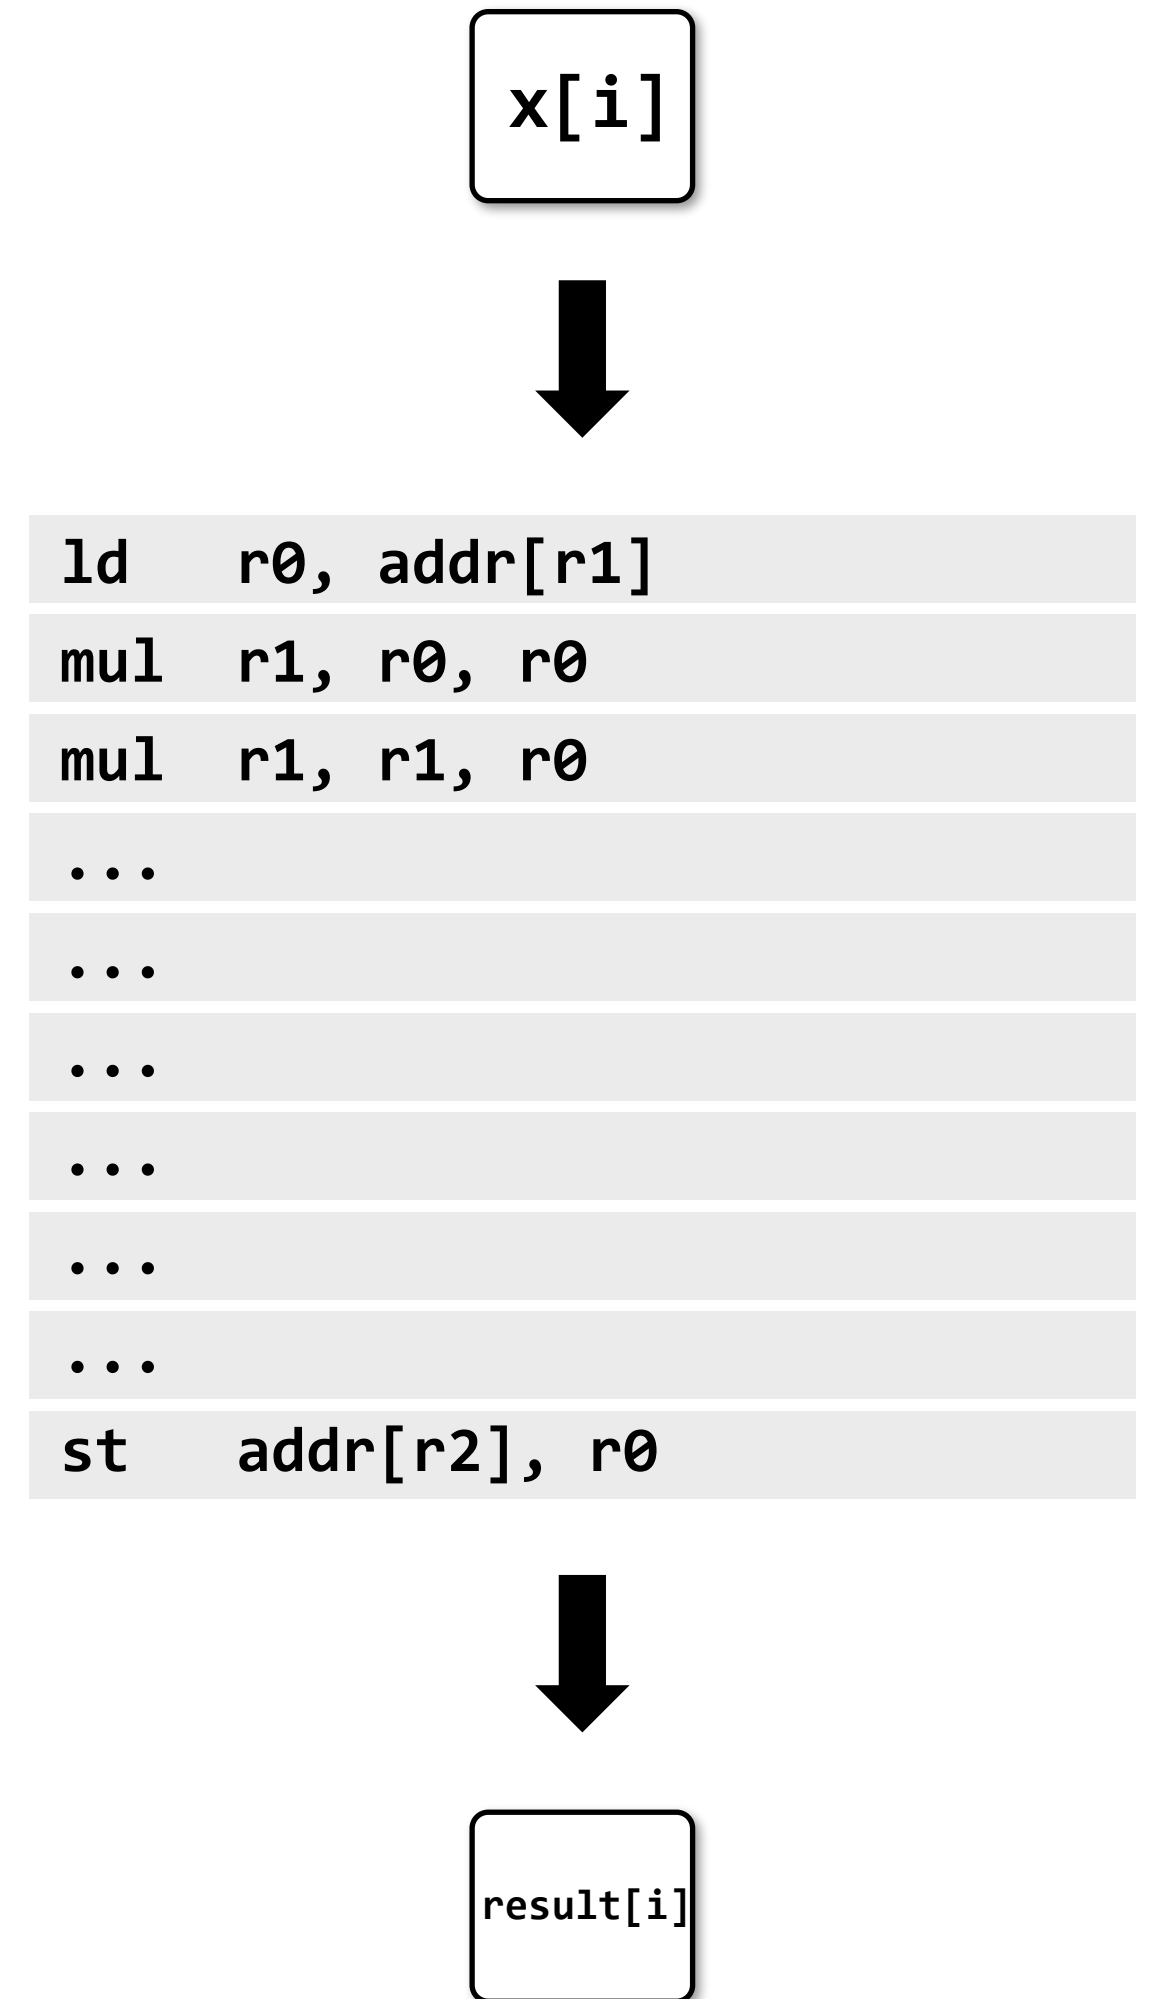 x[i]
ld   r0, addr[r1]
mul  r1, r0, r0
mul  r1, r1, r0
...
...
...
...
...
...
st   addr[r2], r0
result[i]